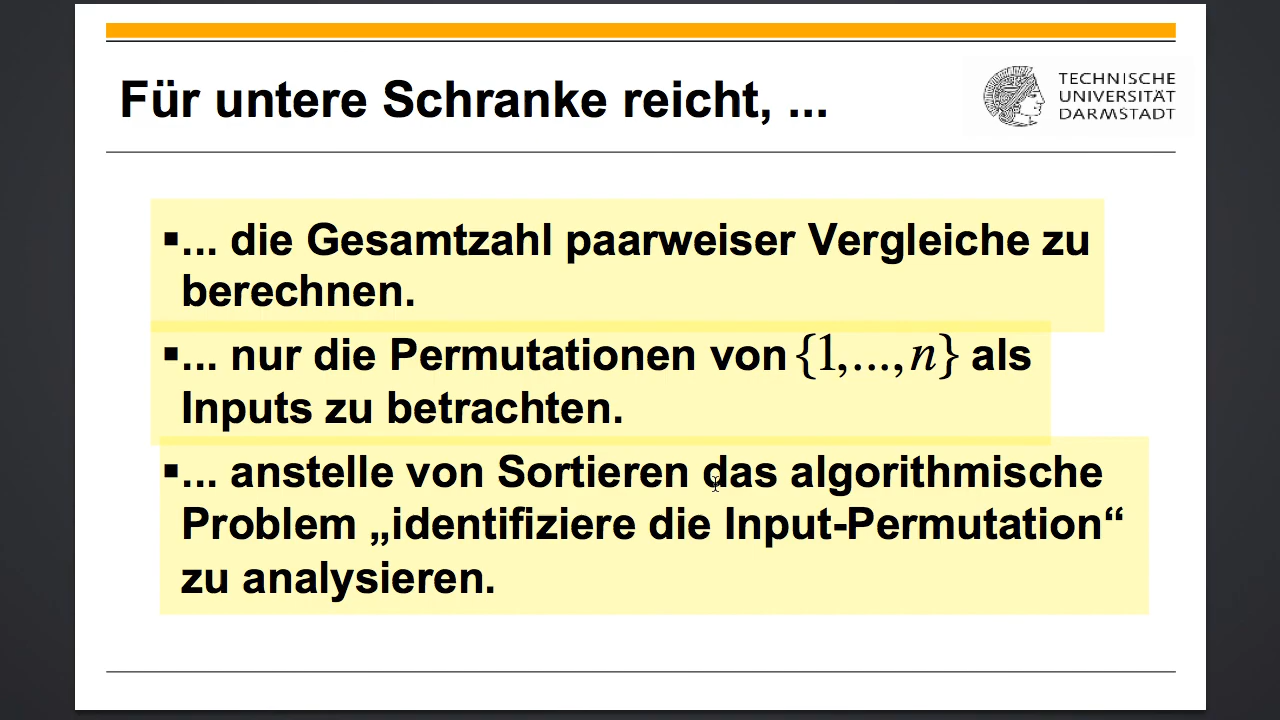 Für untere Schranke reicht, ...
TECHNISCHE
UNIVERSITÄT
DARMSTADT
▪... die Gesamtzahl paarweiser Vergleiche zu
berechnen.
▪... nur die Permutationen von {1,...,n} als
Inputs zu betrachten.
▪... anstelle von Sortieren das algorithmische
Problem „identifiziere die Input-Permutation“
zu analysieren.